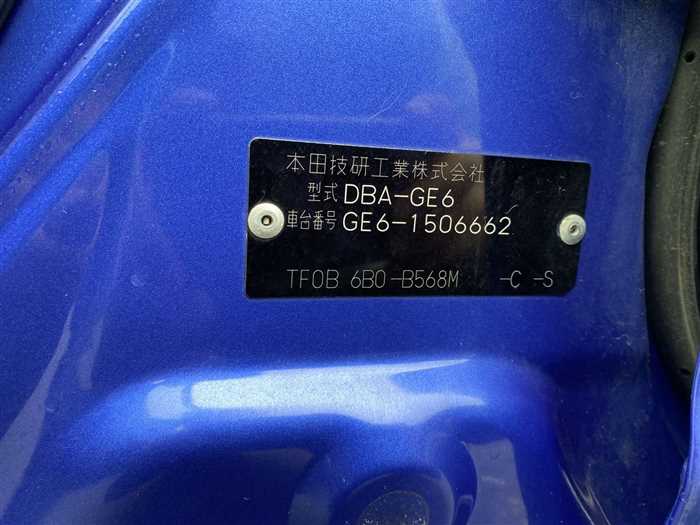 本田技研工業株式会社
型式 DBA-GE6
車台番号 GE6-1506662
TF0B 6B0-B568M -C -S